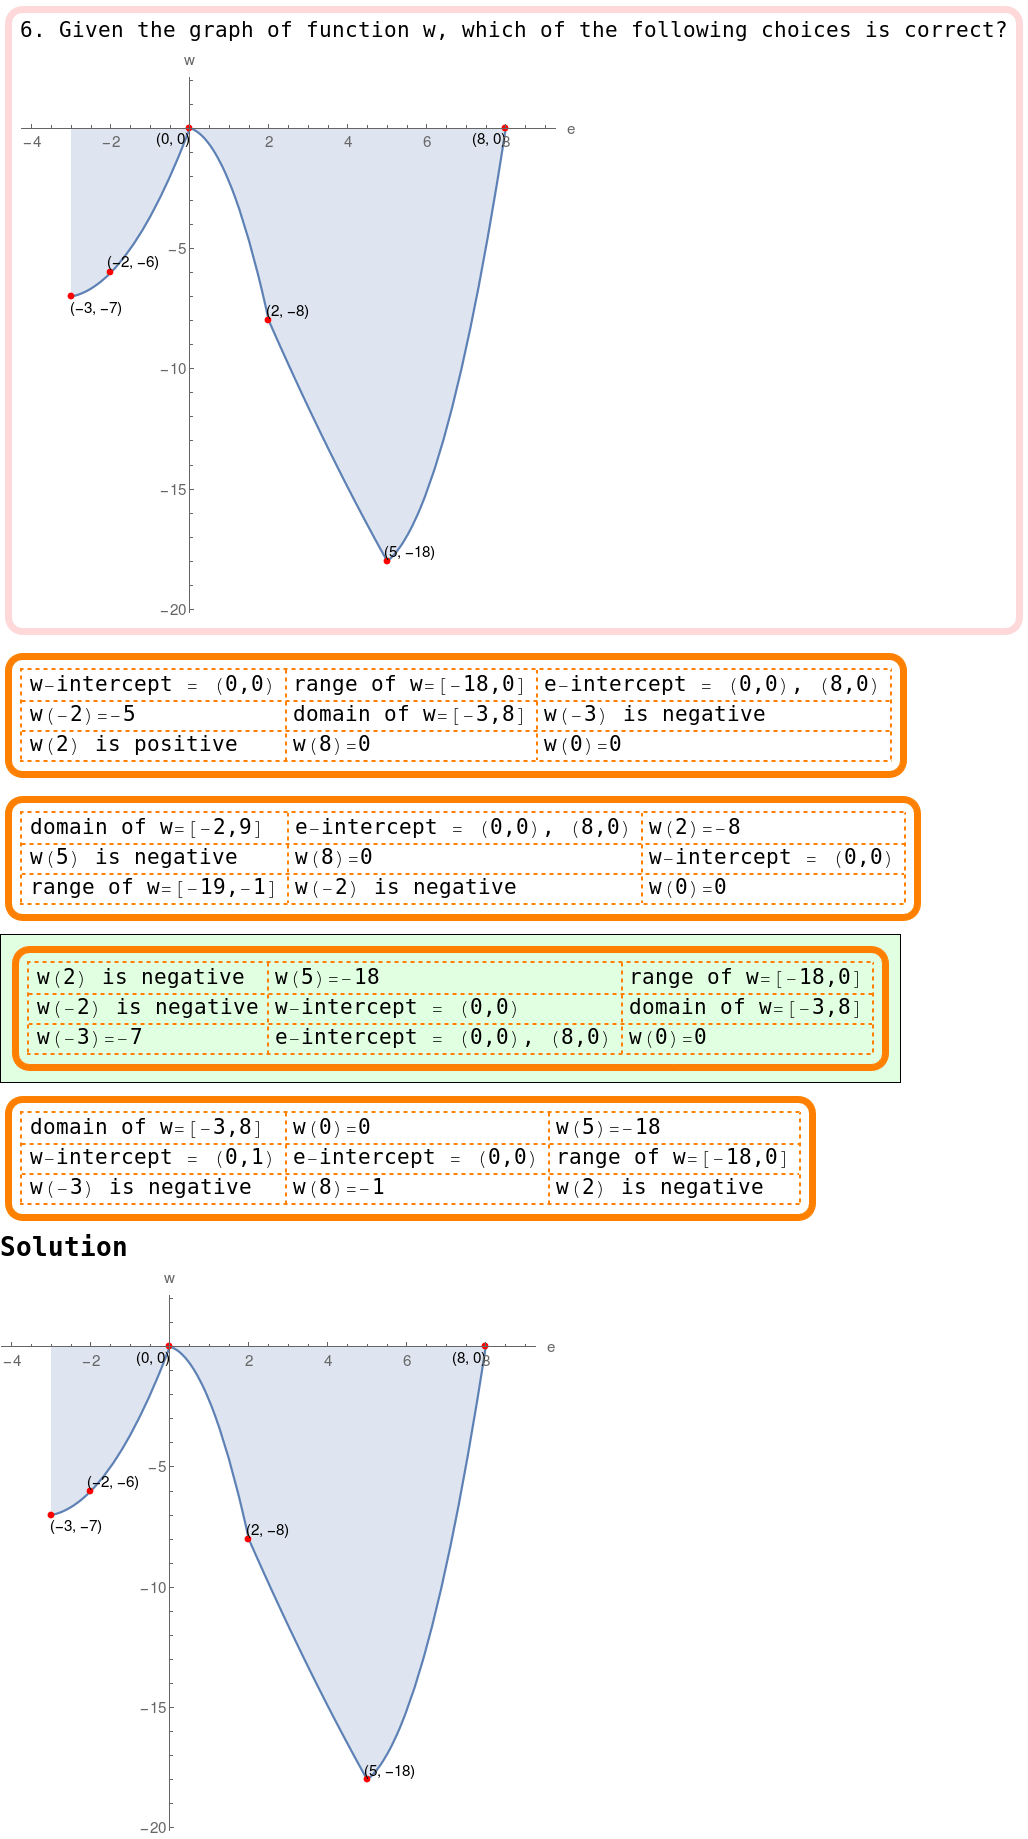 6. Given the graph of function w, which of the following choices is correct?
w
(0, 0)
(8, 0)
e
−4 −2 2 4 6 8
(−2, −6)
−5
(−3, −7)
(2, −8)
−10
−15
(5, −18)
−20
w-intercept = (0,0) range of w=[-18,0] e-intercept = (0,0), (8,0)
w(-2)=-5 domain of w=[-3,8] w(-3) is negative
w(2) is positive w(8)=0 w(0)=0
domain of w=[-2,9] e-intercept = (0,0), (8,0) w(2)=-8
w(5) is negative w(8)=0 w-intercept = (0,0)
range of w=[-19,-1] w(-2) is negative w(0)=0
w(2) is negative w(5)=-18 range of w=[-18,0]
w(-2) is negative w-intercept = (0,0) domain of w=[-3,8]
w(-3)=-7 e-intercept = (0,0), (8,0) w(0)=0
domain of w=[-3,8] w(0)=0 w(5)=-18
w-intercept = (0,1) e-intercept = (0,0) range of w=[-18,0]
w(-3) is negative w(8)=-1 w(2) is negative
Solution
w
(0, 0)
(8, 0)
e
−4 −2 2 4 6 8
−5
(−2, −6)
(−3, −7)
(2, −8)
−10
−15
(5, −18)
−20